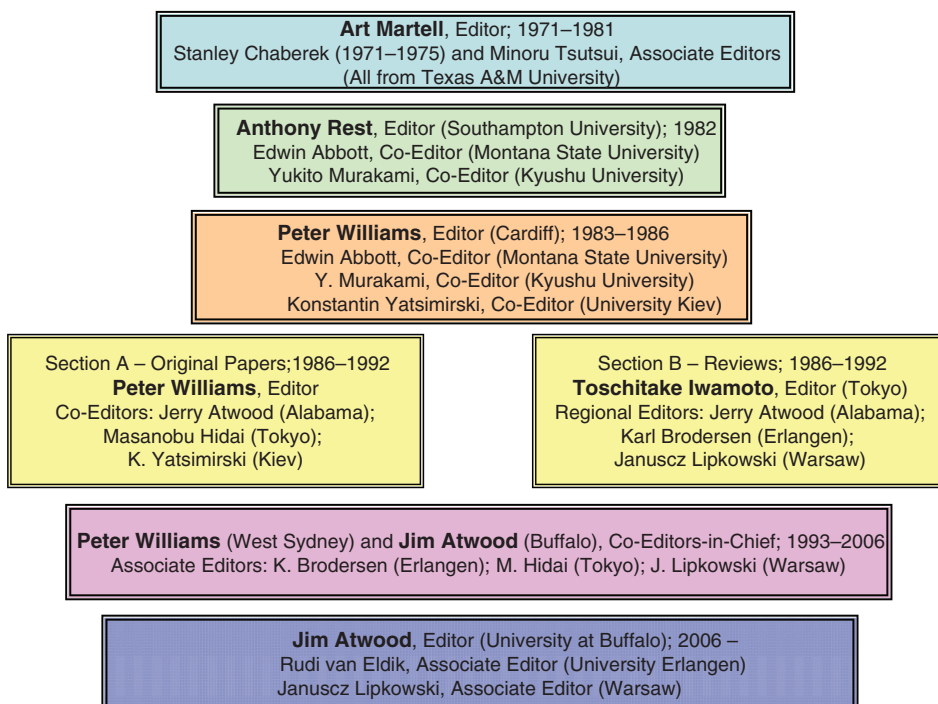 Art Martell, Editor; 1971–1981
Stanley Chaberek (1971–1975) and Minoru Tsutsui, Associate Editors
(All from Texas A&M University)
Anthony Rest, Editor (Southampton University); 1982
Edwin Abbott, Co-Editor (Montana State University)
Yukito Murakami, Co-Editor (Kyushu University)
Peter Williams, Editor (Cardiff); 1983–1986
Edwin Abbott, Co-Editor (Montana State University)
Y. Murakami, Co-Editor (Kyushu University)
Konstantin Yatsimirski, Co-Editor (University Kiev)
Section A – Original Papers;1986–1992
Peter Williams, Editor
Co-Editors: Jerry Atwood (Alabama);
Masanobu Hidai (Tokyo);
K. Yatsimirski (Kiev)
Section B – Reviews; 1986–1992
Toschitake Iwamoto, Editor (Tokyo)
Regional Editors: Jerry Atwood (Alabama);
Karl Brodersen (Erlangen);
Januscz Lipkowski (Warsaw)
Peter Williams (West Sydney) and Jim Atwood (Buffalo), Co-Editors-in-Chief; 1993–2006
Associate Editors: K. Brodersen (Erlangen); M. Hidai (Tokyo); J. Lipkowski (Warsaw)
Jim Atwood, Editor (University at Buffalo); 2006 –
Rudi van Eldik, Associate Editor (University Erlangen)
Januscz Lipkowski, Associate Editor (Warsaw)